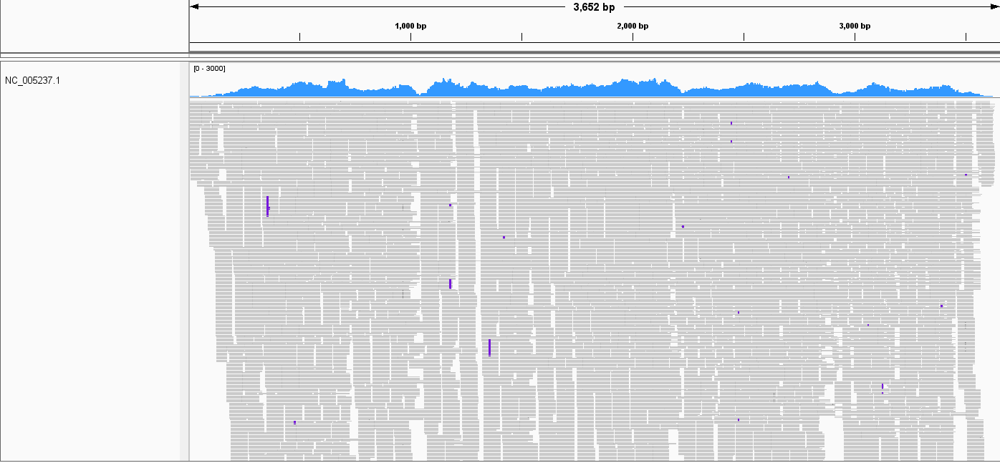 3,652 bp
1,000 bp
2,000 bp
3,000 bp
[0 - 3000]
NC_005237.1